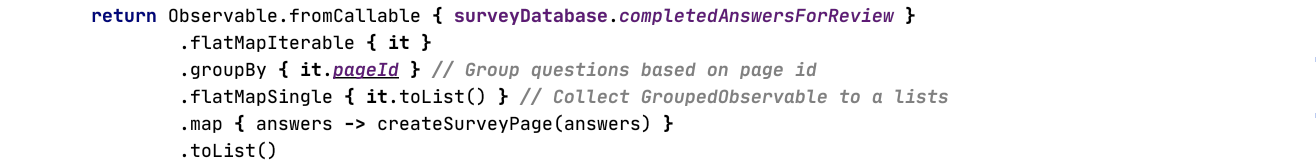 return Observable.fromCallable { surveyDatabase.completedAnswersForReview }
.flatMapIterable { it }
.groupBy { it.pageId } // Group questions based on page id
.flatMapSingle { it.toList() } // Collect GroupedObservable to a lists
.map { answers -> createSurveyPage(answers) }
.toList()